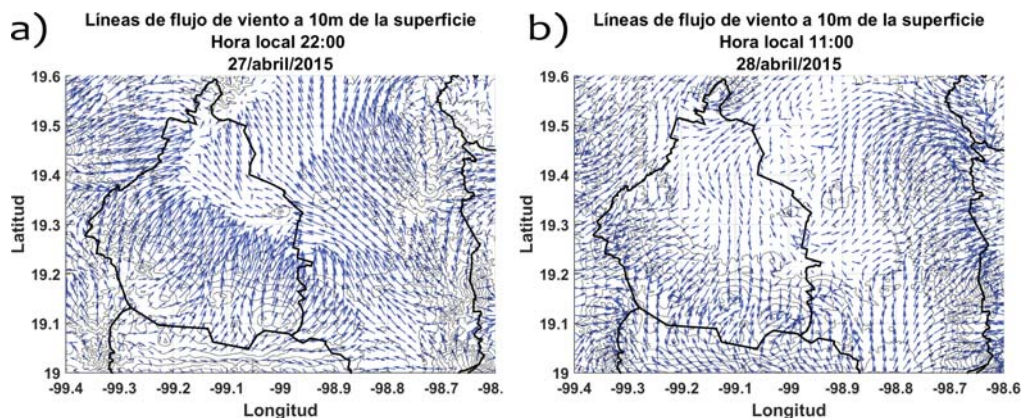 a)
Líneas de flujo de viento a 10m de la superficie
Hora local 22:00
27/abril/2015
Latitud
19.6
19.5
19.4
19.3
19.2
19.1
19
-99.4 -99.3 -99.2 -99.1 -99 -98.9 -98.8 -98.7 -98.
Longitud
b)
Líneas de flujo de viento a 10m de la superficie
Hora local 11:00
28/abril/2015
Latitud
19.6
19.5
19.4
19.3
19.2
19.1
19
-99.4 -99.3 -99.2 -99.1 -99 -98.9 -98.8 -98.7 -98.6
Longitud